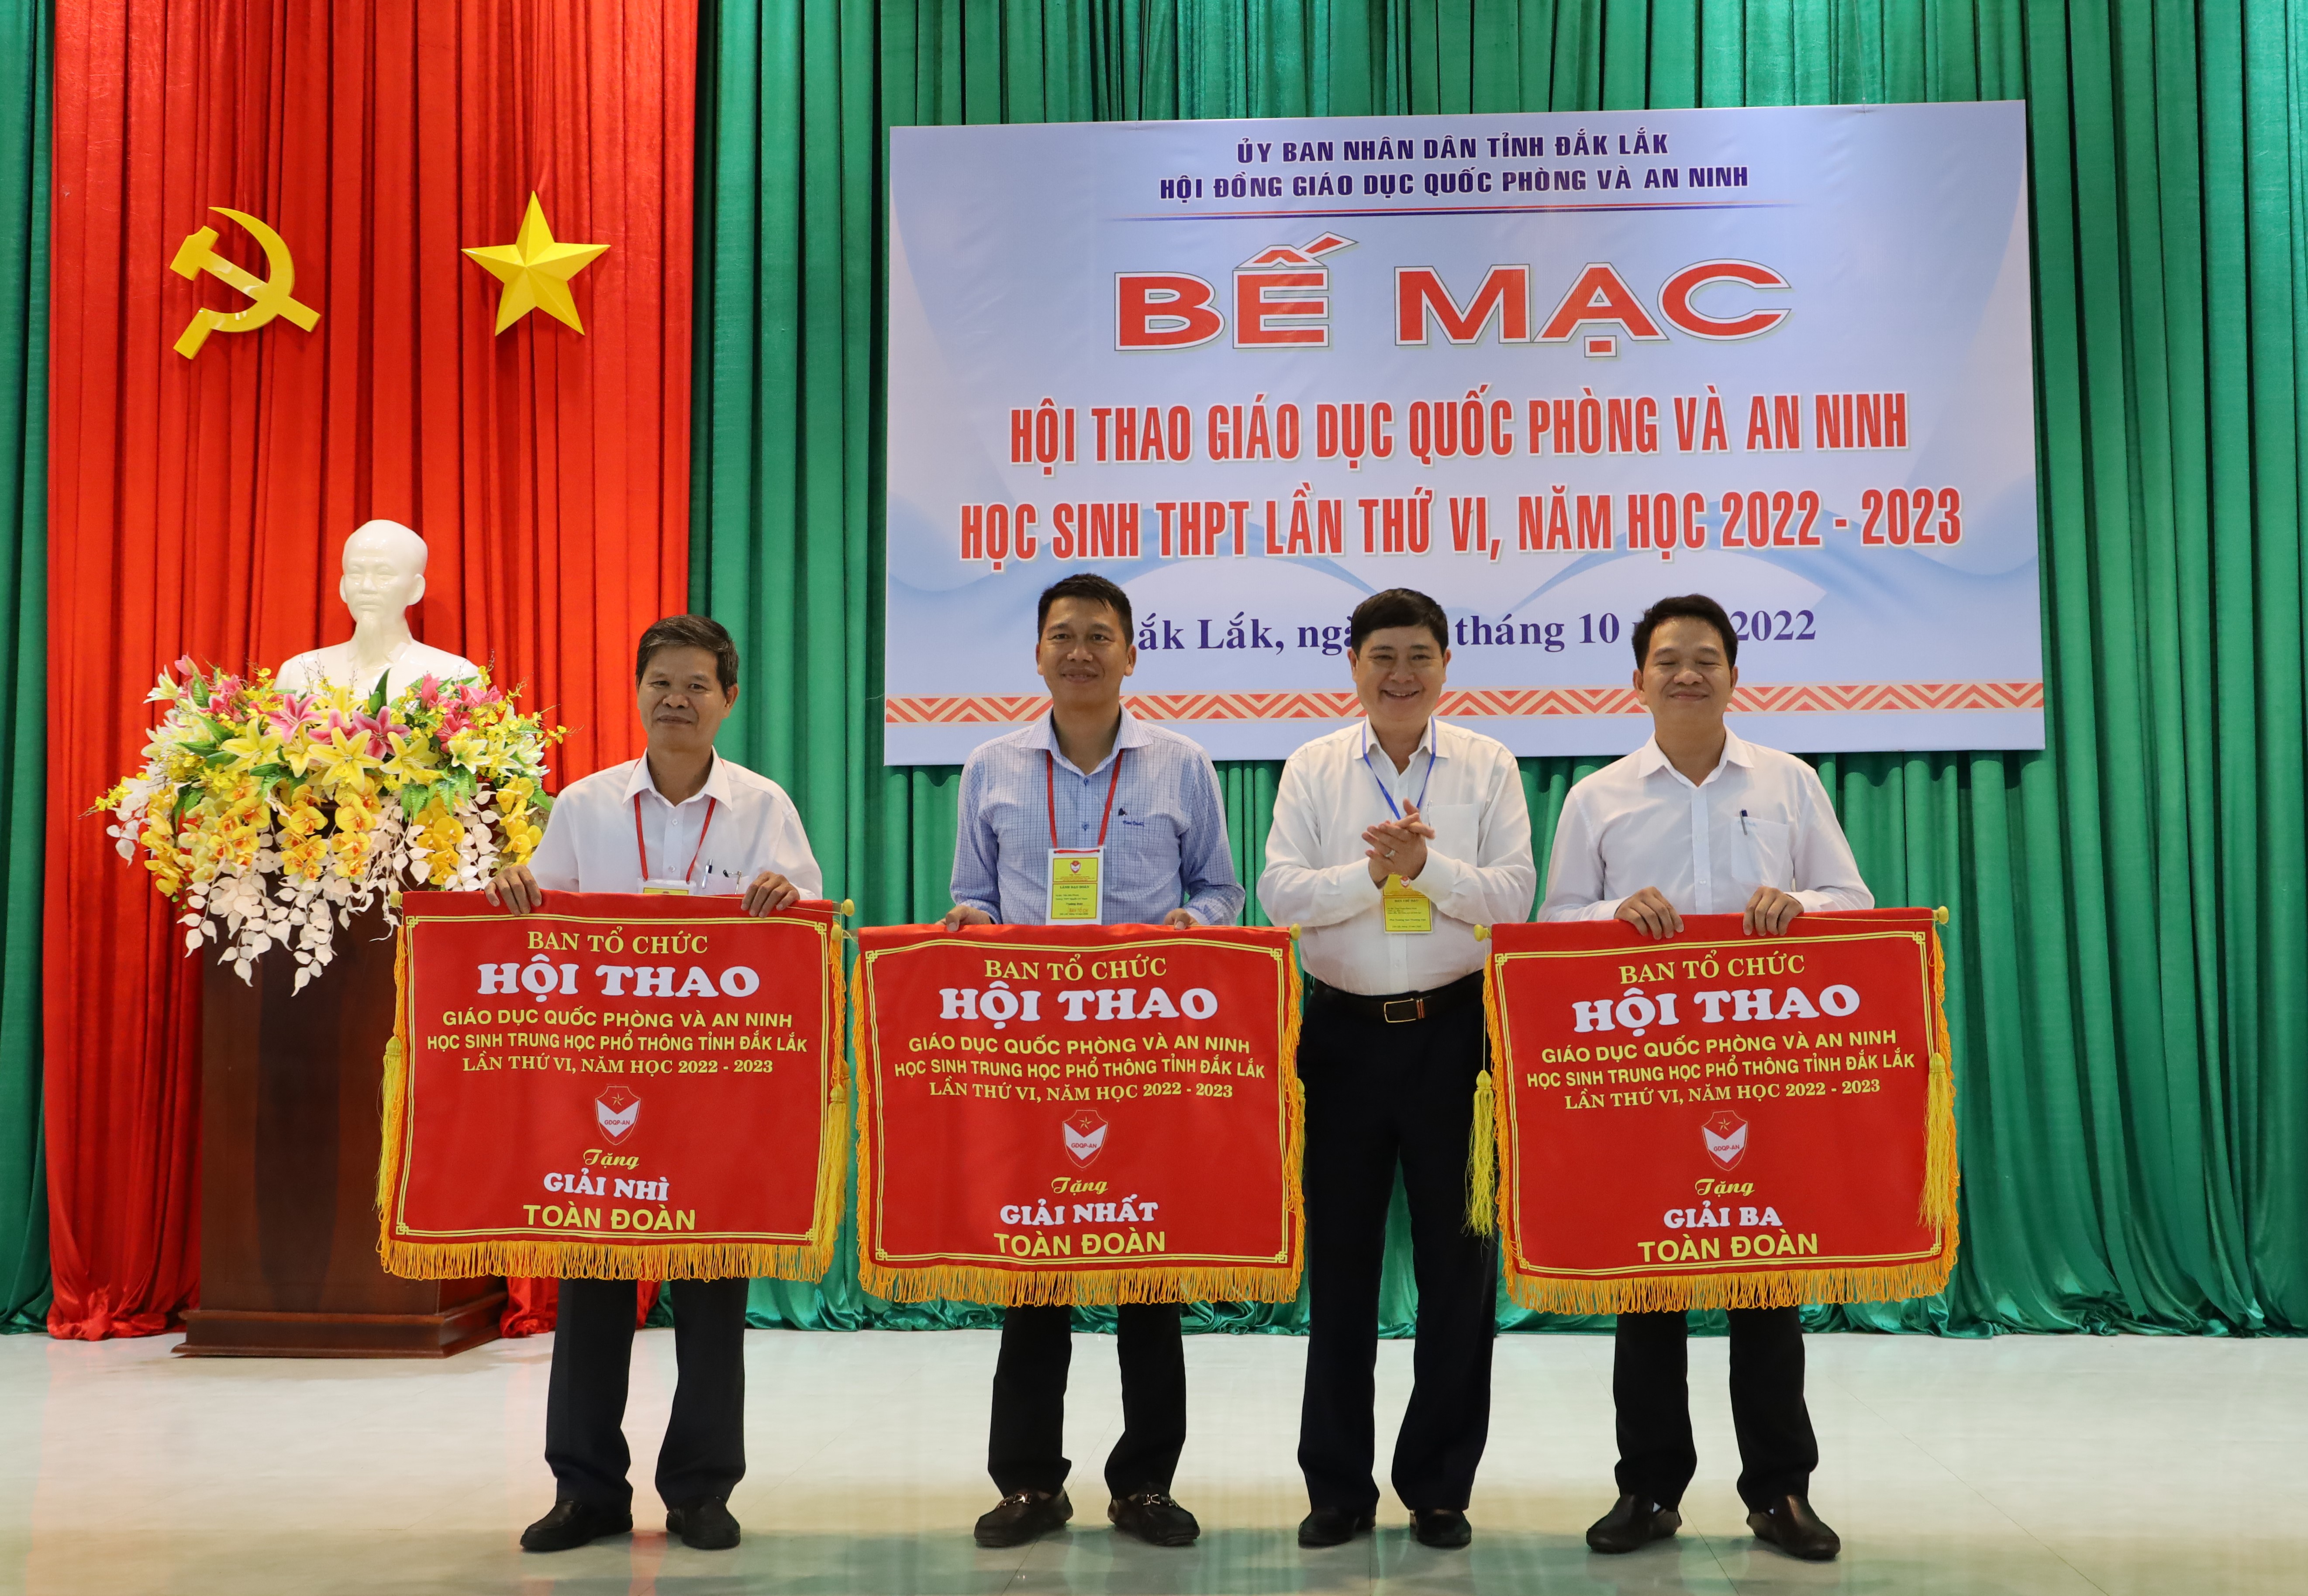 ỦY BAN NHÂN DÂN TỈNH ĐẮK LẮK
HỘI ĐỒNG GIÁO DỤC QUỐC PHÒNG VÀ AN NINH
BẾ MẠC
HỘI THAO GIÁO DỤC QUỐC PHÒNG VÀ AN NINH
HỌC SINH THPT LẦN THỨ VI, NĂM HỌC 2022 - 2023
Lắk, tháng 10 2022
BAN TỔ CHỨC
HỘI THAO
GIÁO DỤC QUỐC PHÒNG VÀ AN NINH
HỌC SINH TRUNG HỌC PHỔ THÔNG TỈNH ĐẮK LẮK
LẦN THỨ VI, NĂM HỌC 2022 - 2023
GDQP-AN
Tặng
GIẢI NHÌ
TOÀN ĐOÀN
BAN TỔ CHỨC
HỘI THAO
GIÁO DỤC QUỐC PHÒNG VÀ AN NINH
HỌC SINH TRUNG HỌC PHỔ THÔNG TỈNH ĐẮK LẮK
LẦN THỨ VI, NĂM HỌC 2022 - 2023
GDQP-AN
Tặng
GIẢI NHẤT
TOÀN ĐOÀN
BAN TỔ CHỨC
HỘI THAO
GIÁO DỤC QUỐC PHÒNG VÀ AN NINH
HỌC SINH TRUNG HỌC PHỔ THÔNG TỈNH ĐẮK LẮK
LẦN THỨ VI, NĂM HỌC 2022 - 2023
GDQP-AN
Tặng
GIẢI BA
TOÀN ĐOÀN